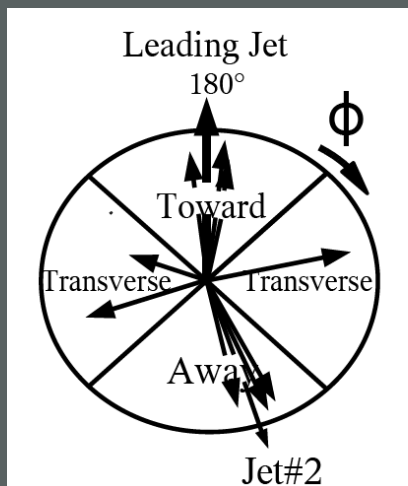 Leading Jet
180°
ϕ
Toward
Transverse Transverse
Away
Jet#2